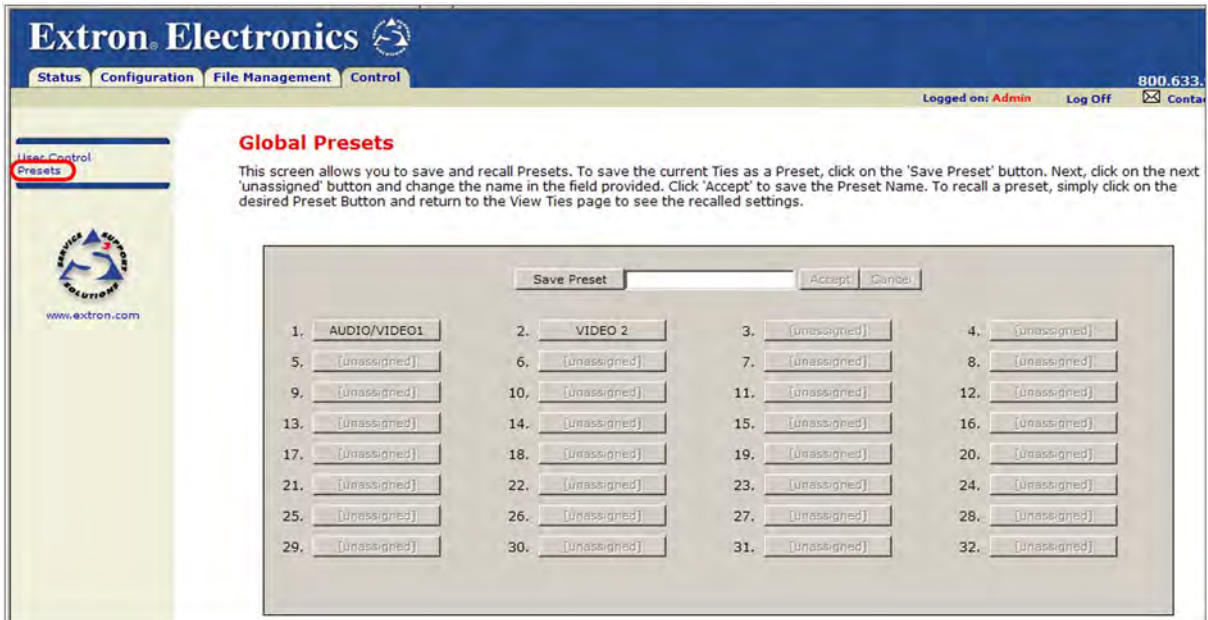 Extron® Electronics
Status Configuration File Management Control
800.633.
Logged on: Admin Log Off Conta
User Control
Presets
SERVICE SUPPORT SOLUTIONS
3
www.extron.com
Global Presets
This screen allows you to save and recall Presets. To save the current Ties as a Preset, click on the 'Save Preset' button. Next, click on the next
'unassigned' button and change the name in the field provided. Click 'Accept' to save the Preset Name. To recall a preset, simply click on the
desired Preset Button and return to the View Ties page to see the recalled settings.
Save Preset Accept Cancel
1. AUDIO/VIDEO1 2. VIDEO 2 3. [unassigned] 4. [unassigned]
5. [unassigned] 6. [unassigned] 7. [unassigned] 8. [unassigned]
9. [unassigned] 10. [unassigned] 11. [unassigned] 12. [unassigned]
13. [unassigned] 14. [unassigned] 15. [unassigned] 16. [unassigned]
17. [unassigned] 18. [unassigned] 19. [unassigned] 20. [unassigned]
21. [unassigned] 22. [unassigned] 23. [unassigned] 24. [unassigned]
25. [unassigned] 26. [unassigned] 27. [unassigned] 28. [unassigned]
29. [unassigned] 30. [unassigned] 31. [unassigned] 32. [unassigned]